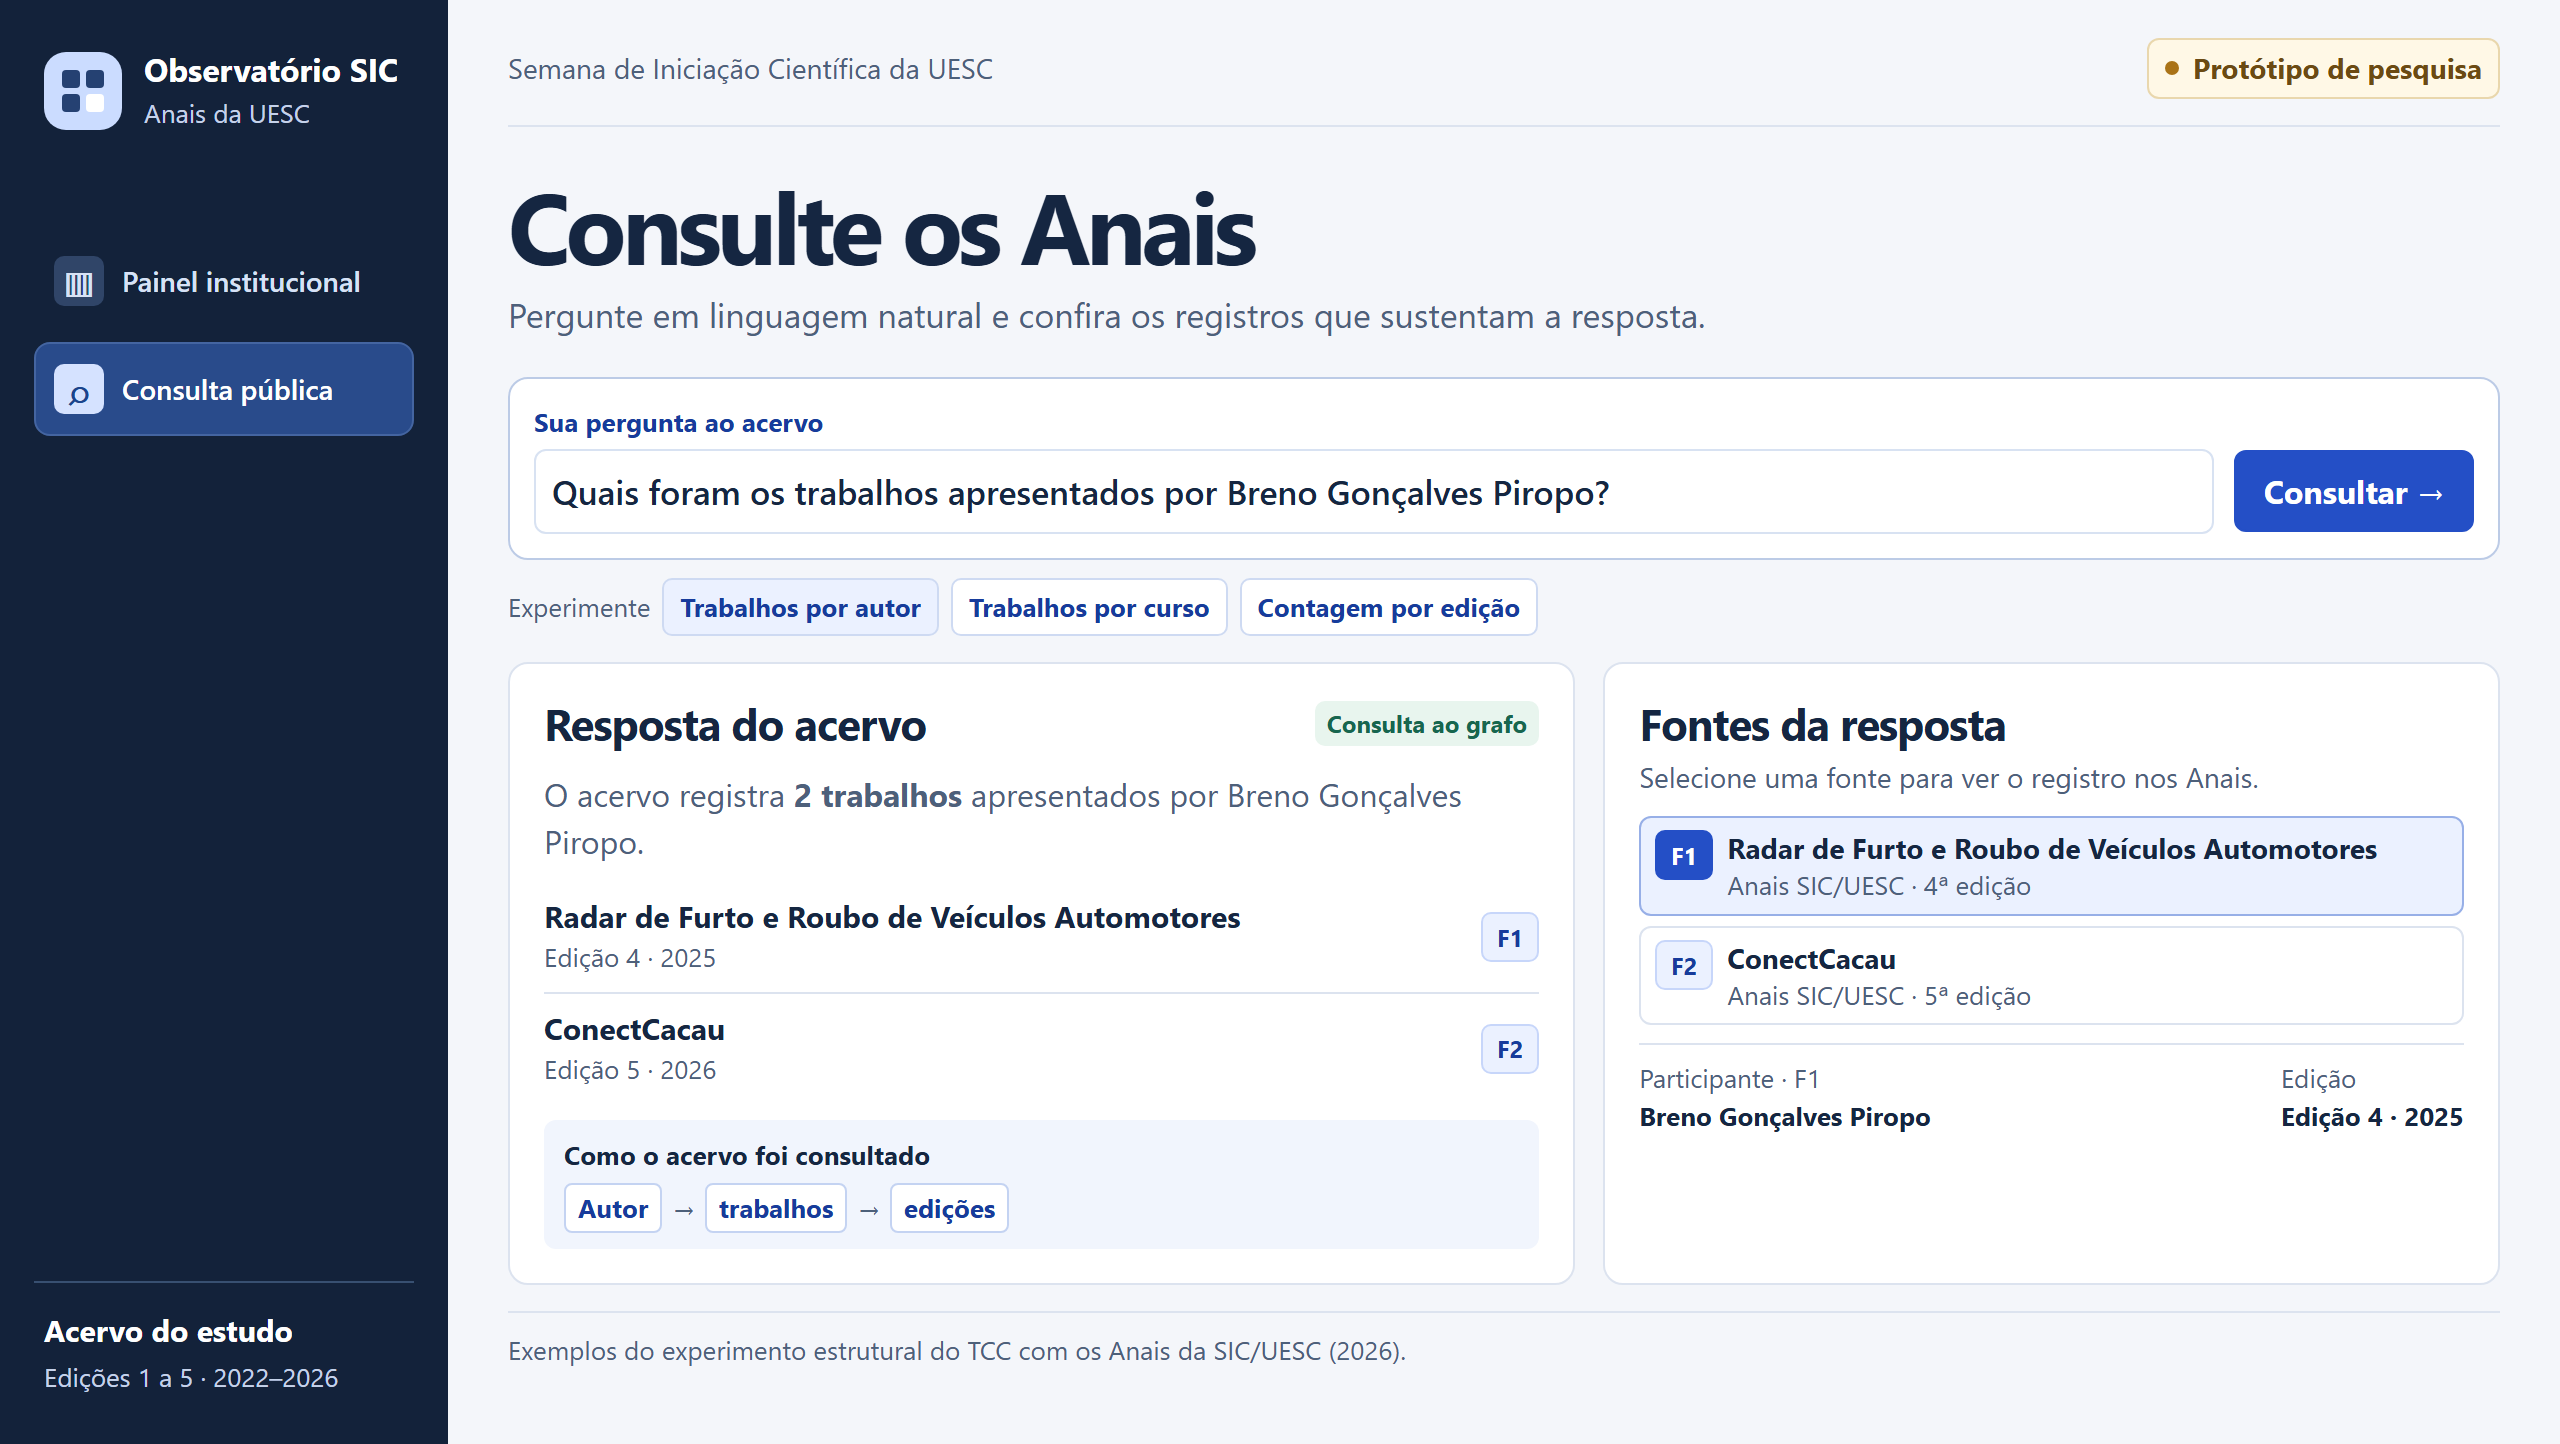 Observatório SIC
Anais da UESC
Painel institucional
Consulta pública
Acervo do estudo
Edições 1 a 5 · 2022–2026
Semana de Iniciação Científica da UESC
Protótipo de pesquisa
Consulte os Anais
Pergunte em linguagem natural e confira os registros que sustentam a resposta.
Sua pergunta ao acervo
Quais foram os trabalhos apresentados por Breno Gonçalves Piropo?
Consultar →
Experimente
Trabalhos por autor
Trabalhos por curso
Contagem por edição
Resposta do acervo
Consulta ao grafo
O acervo registra 2 trabalhos apresentados por Breno Gonçalves
Piropo.
Radar de Furto e Roubo de Veículos Automotores
Edição 4 · 2025
F1
ConectCacau
Edição 5 · 2026
F2
Como o acervo foi consultado
Autor → trabalhos → edições
Fontes da resposta
Selecione uma fonte para ver o registro nos Anais.
F1
Radar de Furto e Roubo de Veículos Automotores
Anais SIC/UESC · 4ª edição
F2
ConectCacau
Anais SIC/UESC · 5ª edição
Participante · F1
Breno Gonçalves Piropo
Edição
Edição 4 · 2025
Exemplos do experimento estrutural do TCC com os Anais da SIC/UESC (2026).